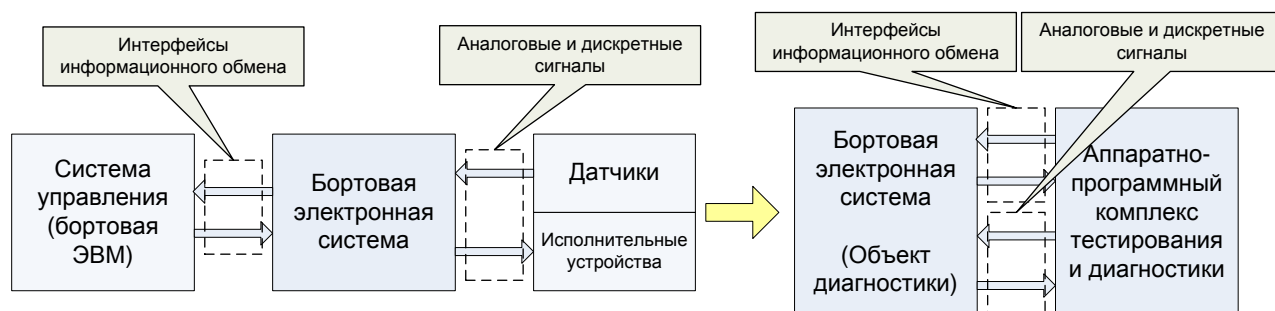 Интерфейсы
информационного обмена
Аналоговые и дискретные
сигналы
Система
управления
(бортовая
ЭВМ)
Бортовая
электронная
система
Датчики
Исполнительные
устройства
Интерфейсы
информационного обмена
Аналоговые и дискретные
сигналы
Бортовая
электронная
система
(Объект
диагностики)
Аппаратно-
программный
комплекс
тестирования
и диагностики